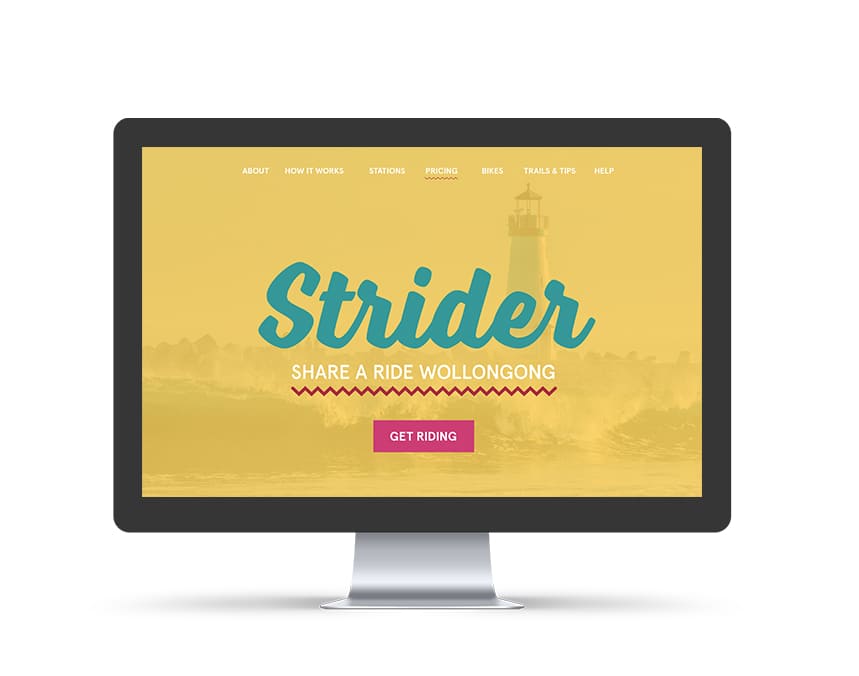 ABOUT HOW IT WORKS STATIONS PRICING BIKES TRAILS & TIPS HELP
Strider
SHARE A RIDE WOLLONGONG
GET RIDING